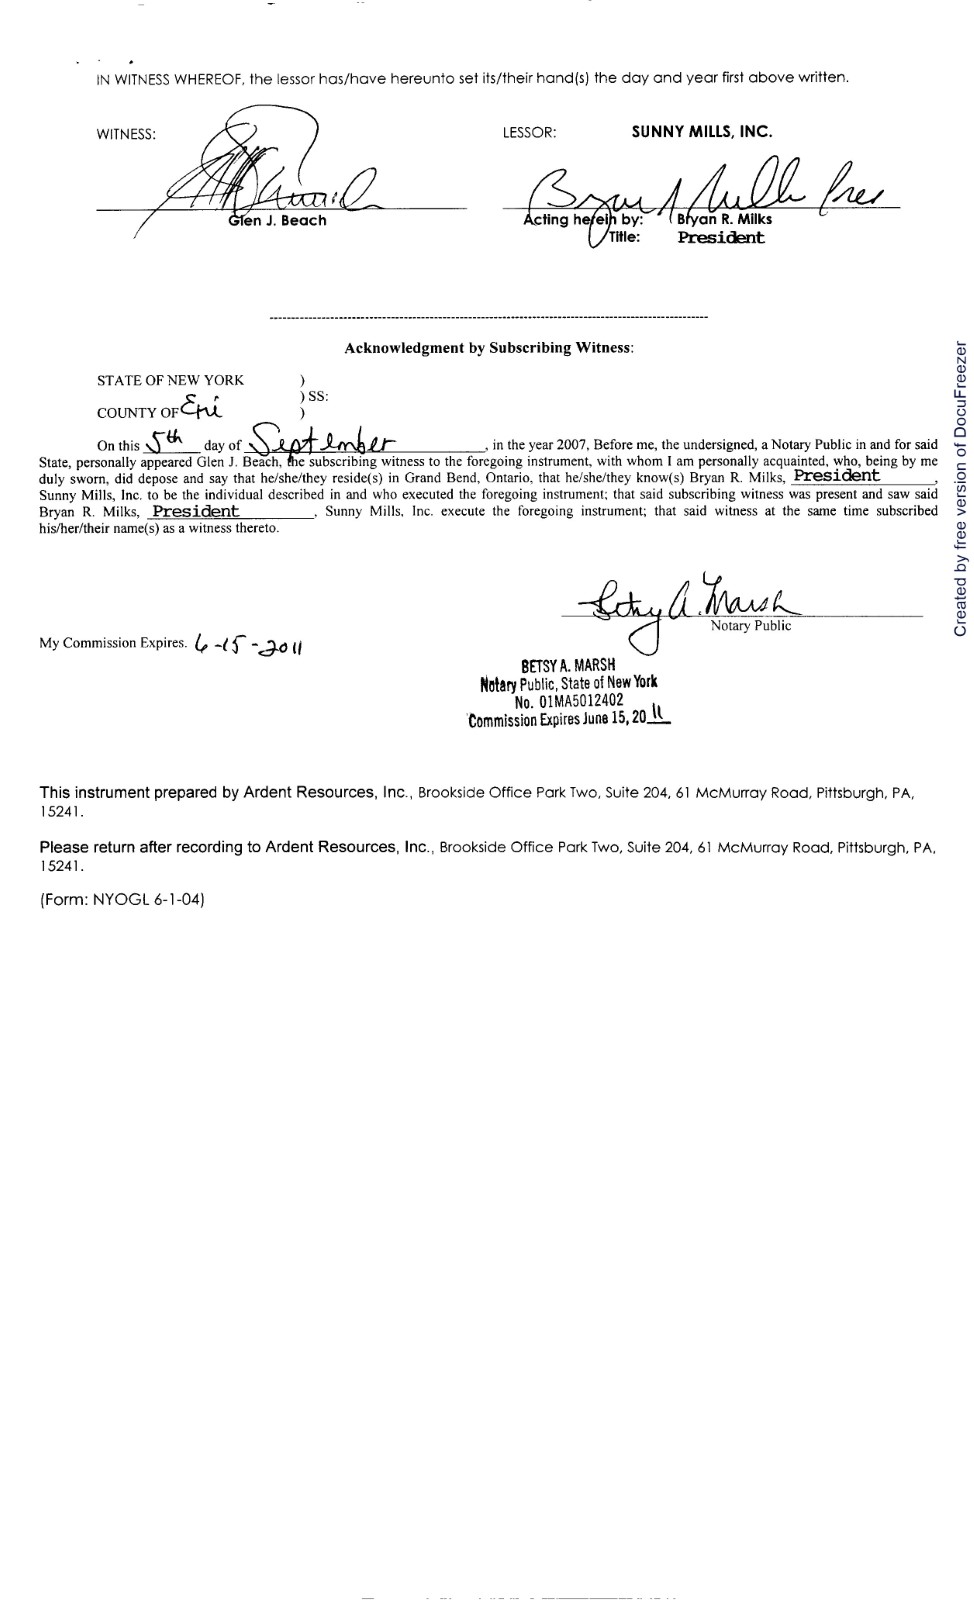 IN WITNESS WHEREOF, the lessor has/have hereunto set its/their hand(s) the day and year first above written.
WITNESS:
LESSOR: SUNNY MILLS, INC.
Bryan R Milks Pres
Glen J. Beach
Acting herein by: Bryan R. Milks
Title: President
Acknowledgment by Subscribing Witness:
STATE OF NEW YORK )
) SS:
COUNTY OF Erie )
On this 5th day of September, in the year 2007, Before me, the undersigned, a Notary Public in and for said
State, personally appeared Glen J. Beach, the subscribing witness to the foregoing instrument, with whom I am personally acquainted, who, being by me
duly sworn, did depose and say that he/she/they reside(s) in Grand Bend, Ontario, that he/she/they know(s) Bryan R. Milks, President,
Sunny Mills, Inc. to be the individual described in and who executed the foregoing instrument; that said subscribing witness was present and saw said
Bryan R. Milks, President, Sunny Mills, Inc. execute the foregoing instrument; that said witness at the same time subscribed
his/her/their name(s) as a witness thereto.
Betsy A. Marsh
Notary Public
My Commission Expires. 6-15-2011
BETSY A. MARSH
Notary Public, State of New York
No. 01MA5012402
Commission Expires June 15, 2011
This instrument prepared by Ardent Resources, Inc., Brookside Office Park Two, Suite 204, 61 McMurray Road, Pittsburgh, PA,
15241.
Please return after recording to Ardent Resources, Inc., Brookside Office Park Two, Suite 204, 61 McMurray Road, Pittsburgh, PA,
15241.
(Form: NYOGL 6-1-04)
Created by free version of DocuFreezer